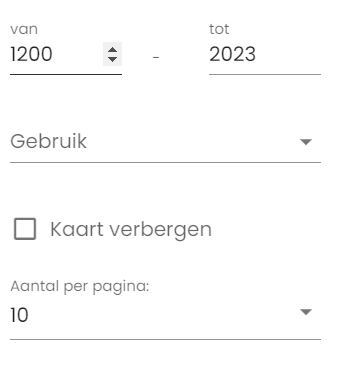 van tot
1200 - 2023
Gebruik
Kaart verbergen
Aantal per pagina:
10